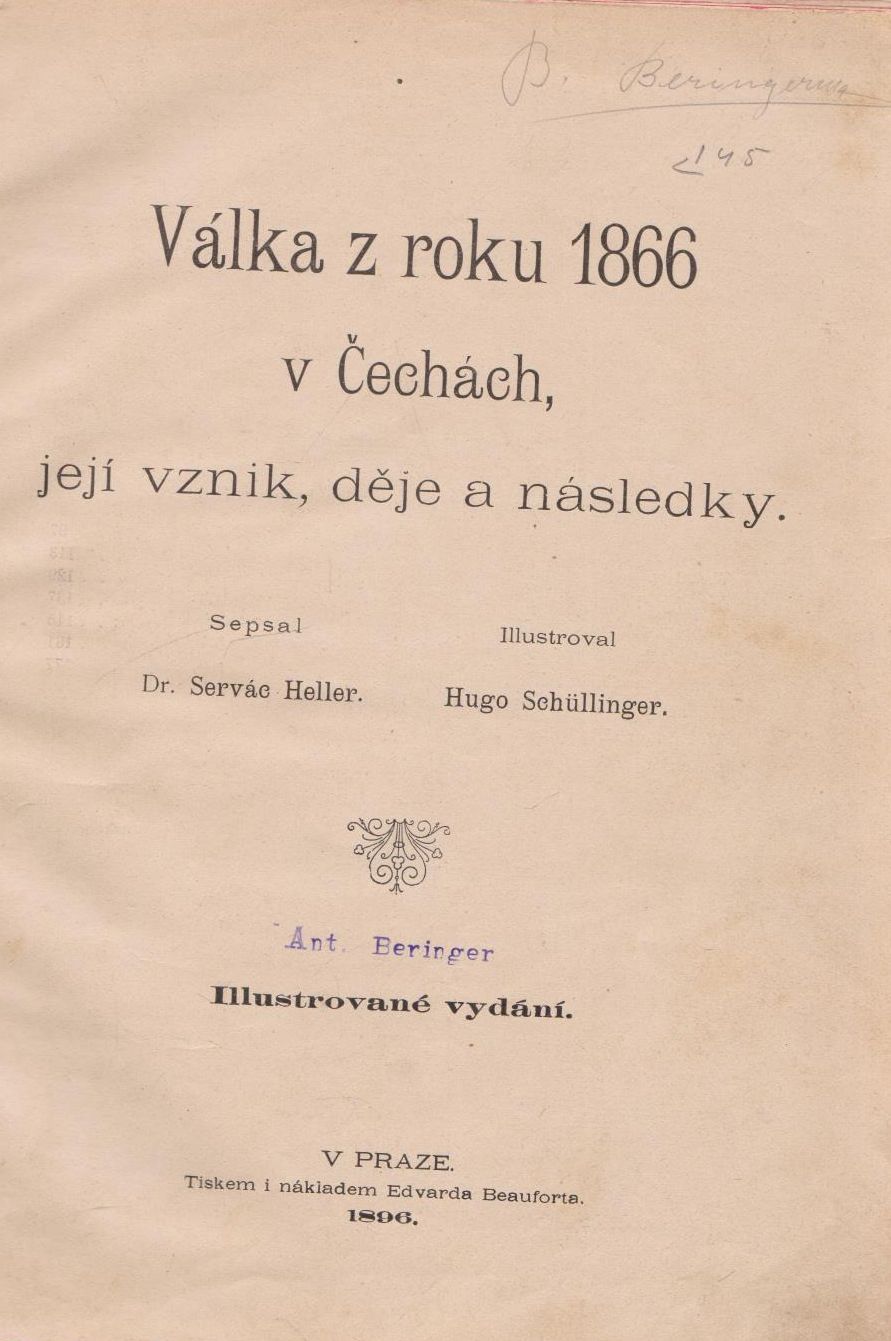 B. Beringerová
145
Válka z roku 1866
v Čechách,
její vznik, děje a následky.
Sepsal
Illustroval
Dr. Servác Heller.
Hugo Schüllinger.
Ant. Beringer
Illustrované vydání.
V PRAZE.
Tiskem i nákladem Edvarda Beauforta.
1896.